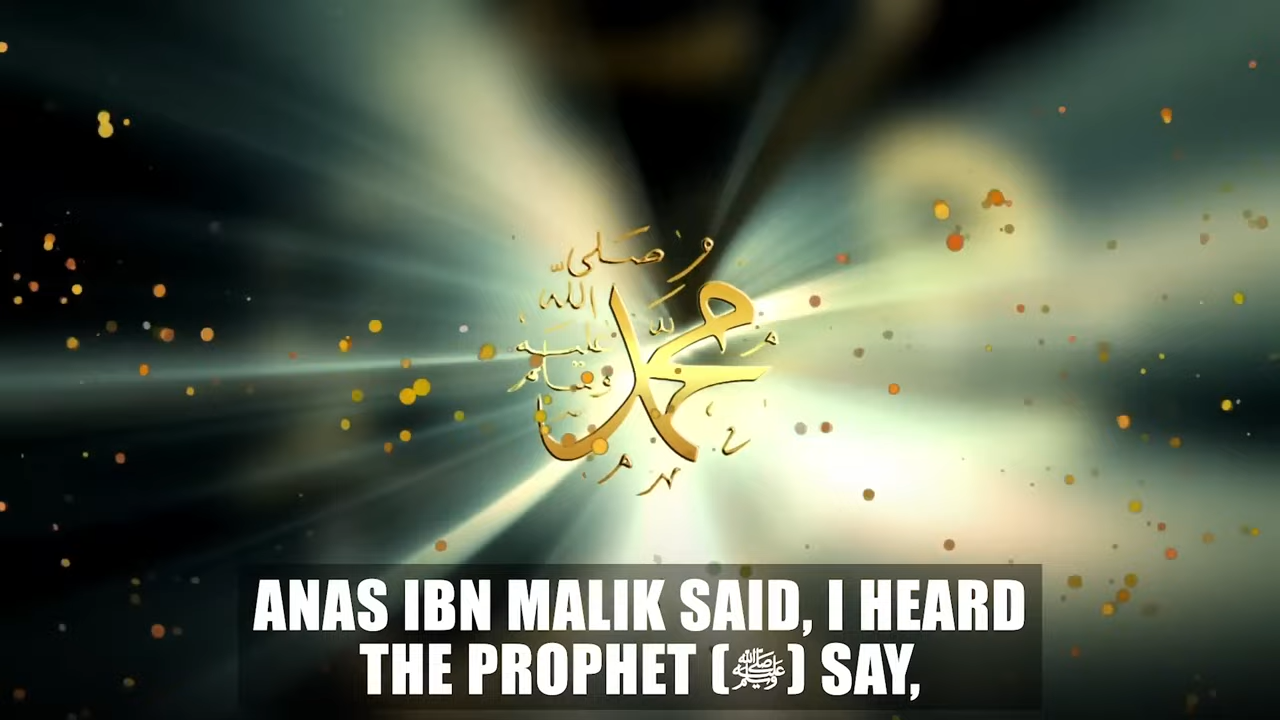 صلى
الله
عليه
وسلم
محمد
ANAS IBN MALIK SAID, I HEARD
THE PROPHET (ﷺ) SAY,